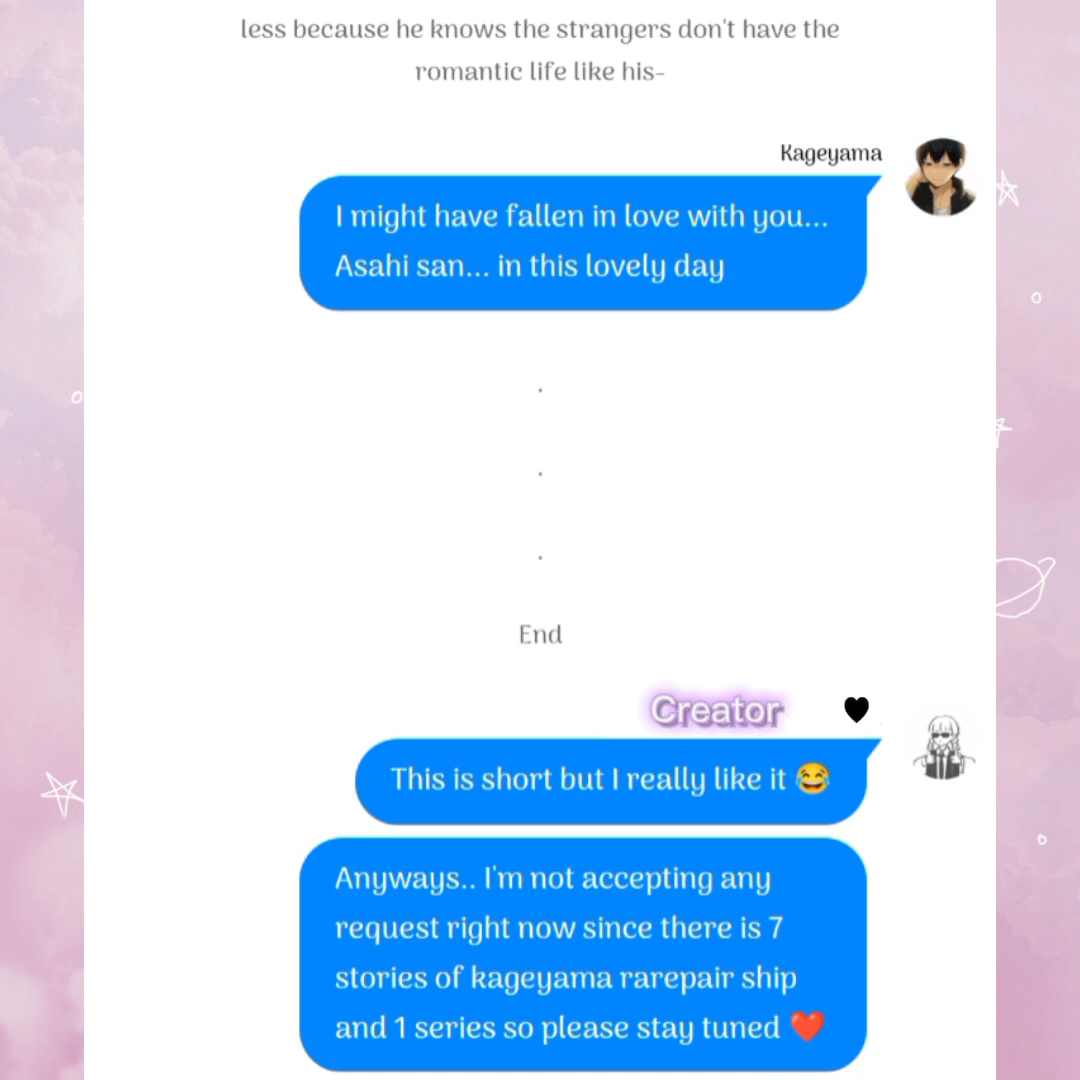 less because he knows the strangers don't have the
romantic life like his-
Kageyama
I might have fallen in love with you...
Asahi san... in this lovely day
.
.
.
End
Creator 🖤
This is short but I really like it 😂
Anyways.. I'm not accepting any
request right now since there is 7
stories of kageyama rarepair ship
and 1 series so please stay tuned ❤️